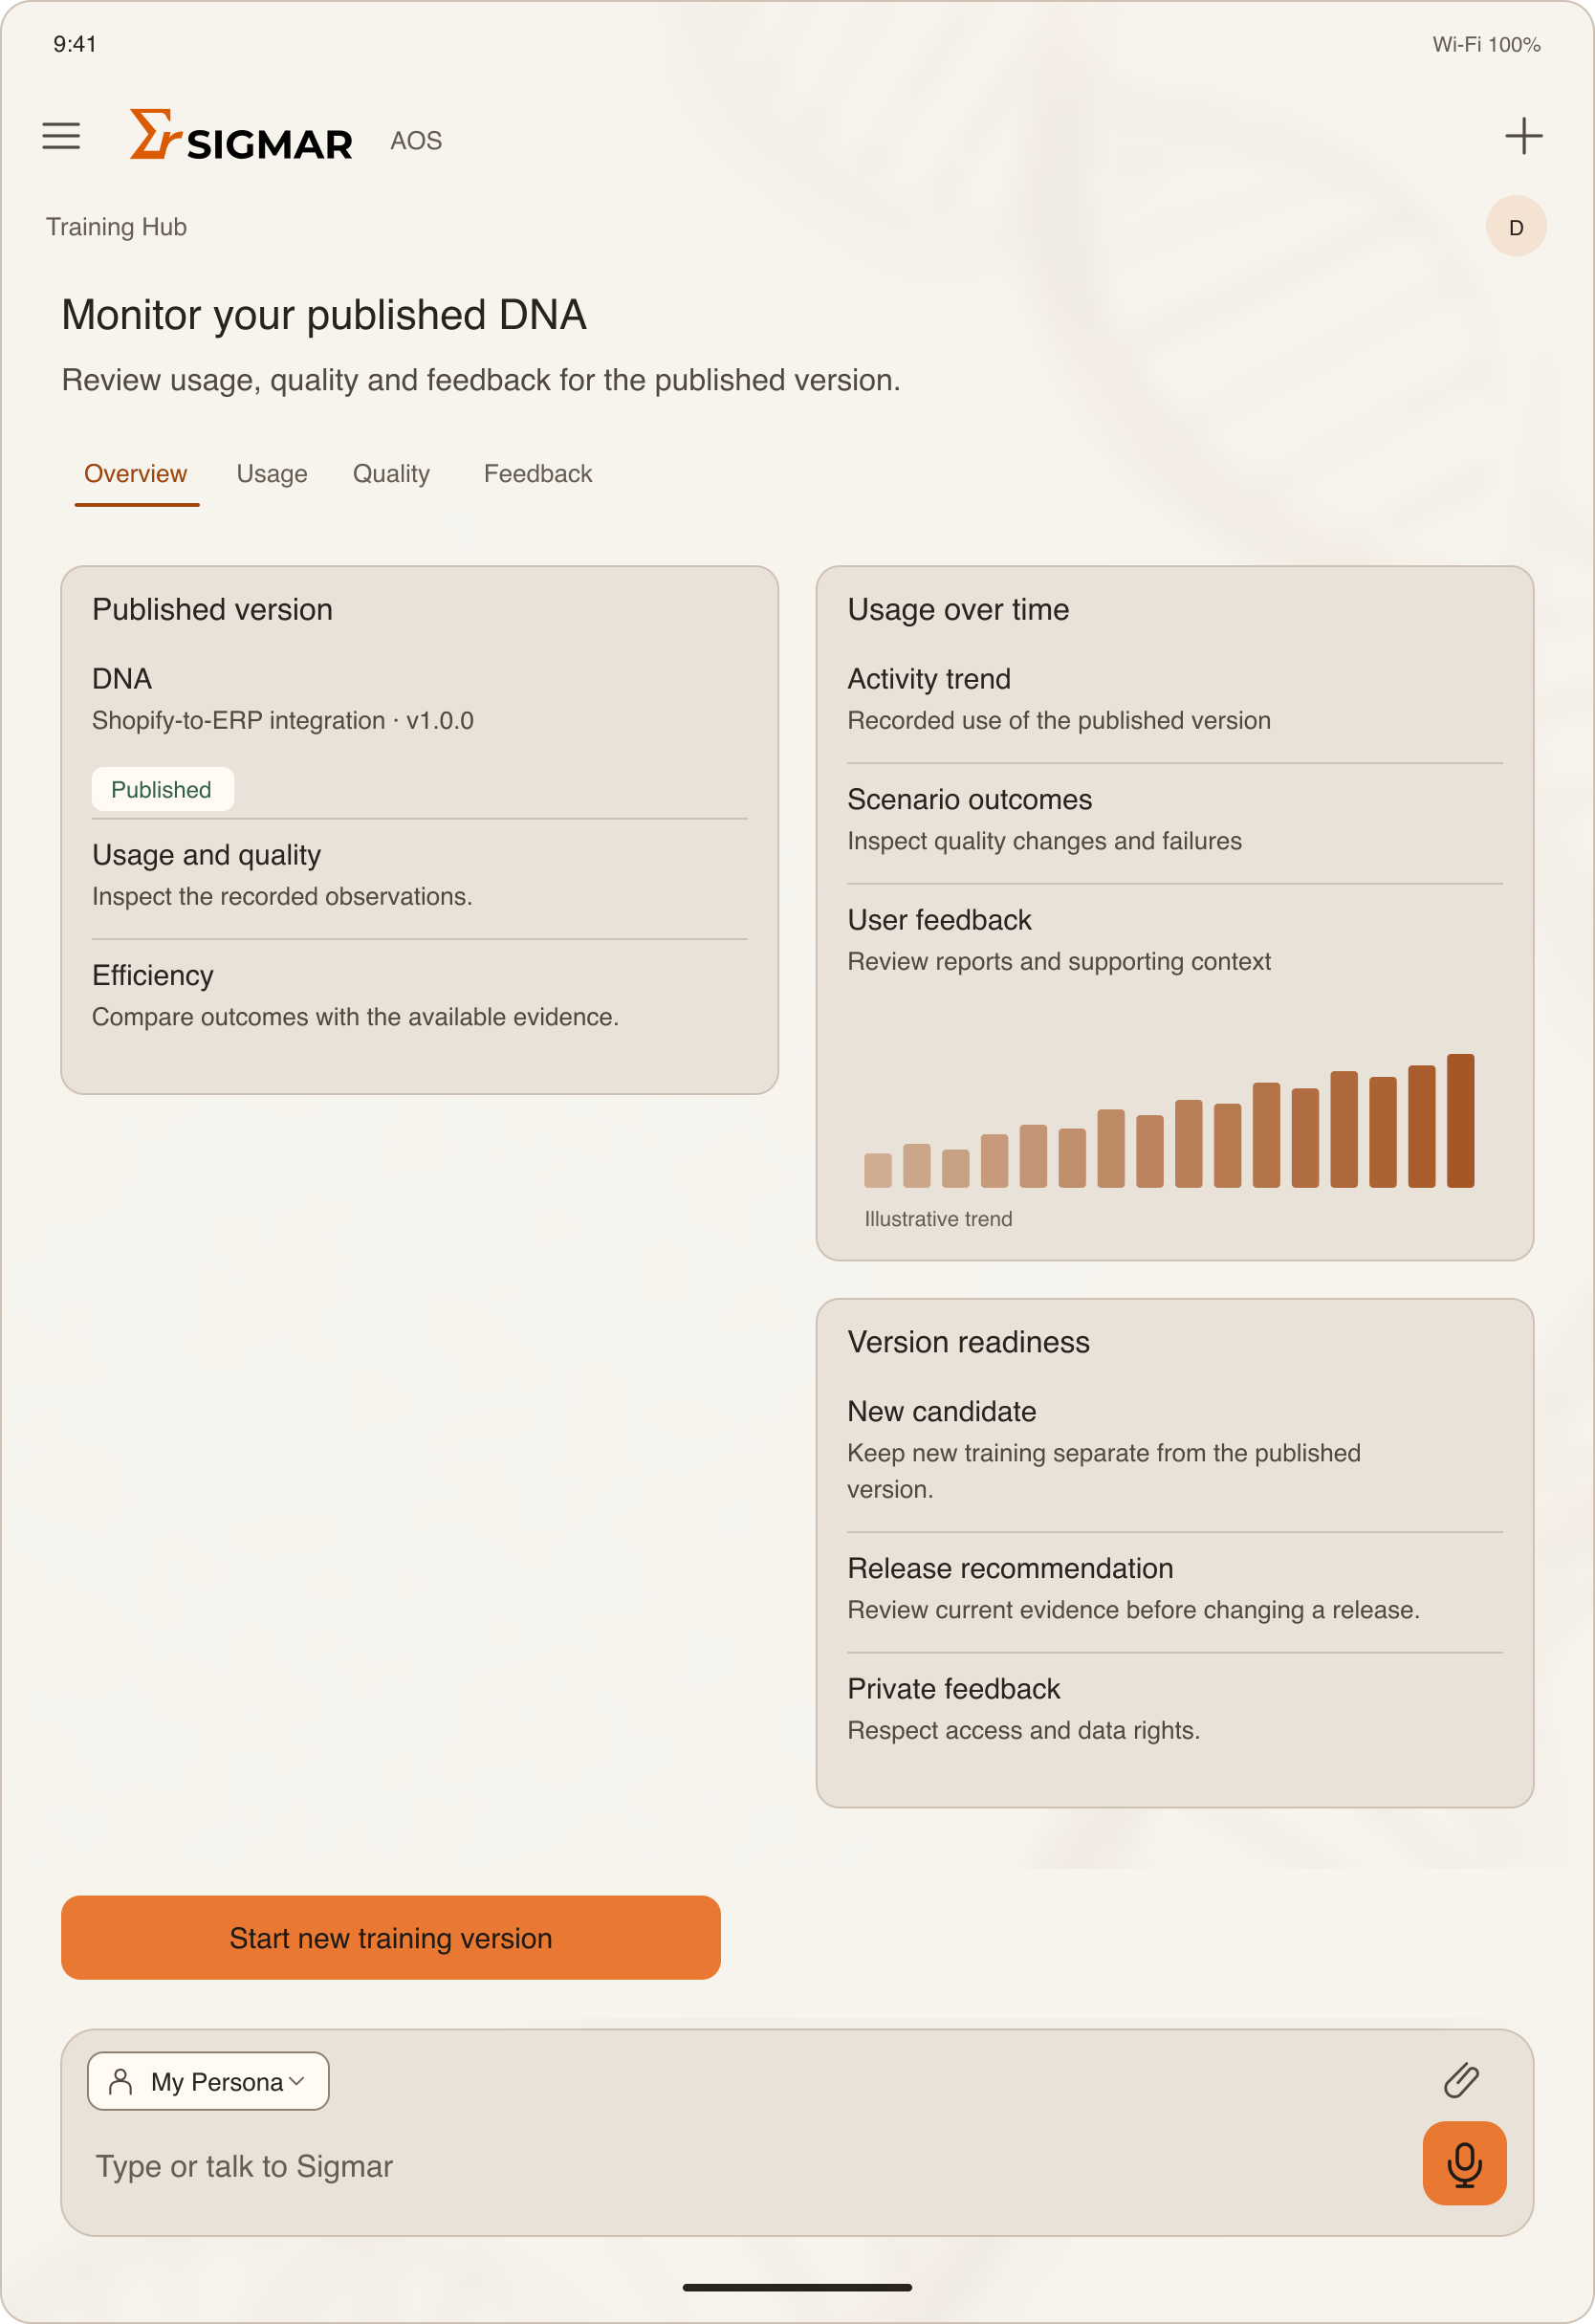 9:41
Wi-Fi 100%
Σr SIGMAR AOS
Training Hub
D
Monitor your published DNA
Review usage, quality and feedback for the published version.
Overview
Usage
Quality
Feedback
Published version
DNA
Shopify-to-ERP integration · v1.0.0
Published
Usage and quality
Inspect the recorded observations.
Efficiency
Compare outcomes with the available evidence.
Usage over time
Activity trend
Recorded use of the published version
Scenario outcomes
Inspect quality changes and failures
User feedback
Review reports and supporting context
Illustrative trend
Version readiness
New candidate
Keep new training separate from the published
version.
Release recommendation
Review current evidence before changing a release.
Private feedback
Respect access and data rights.
Start new training version
My Persona
Type or talk to Sigmar